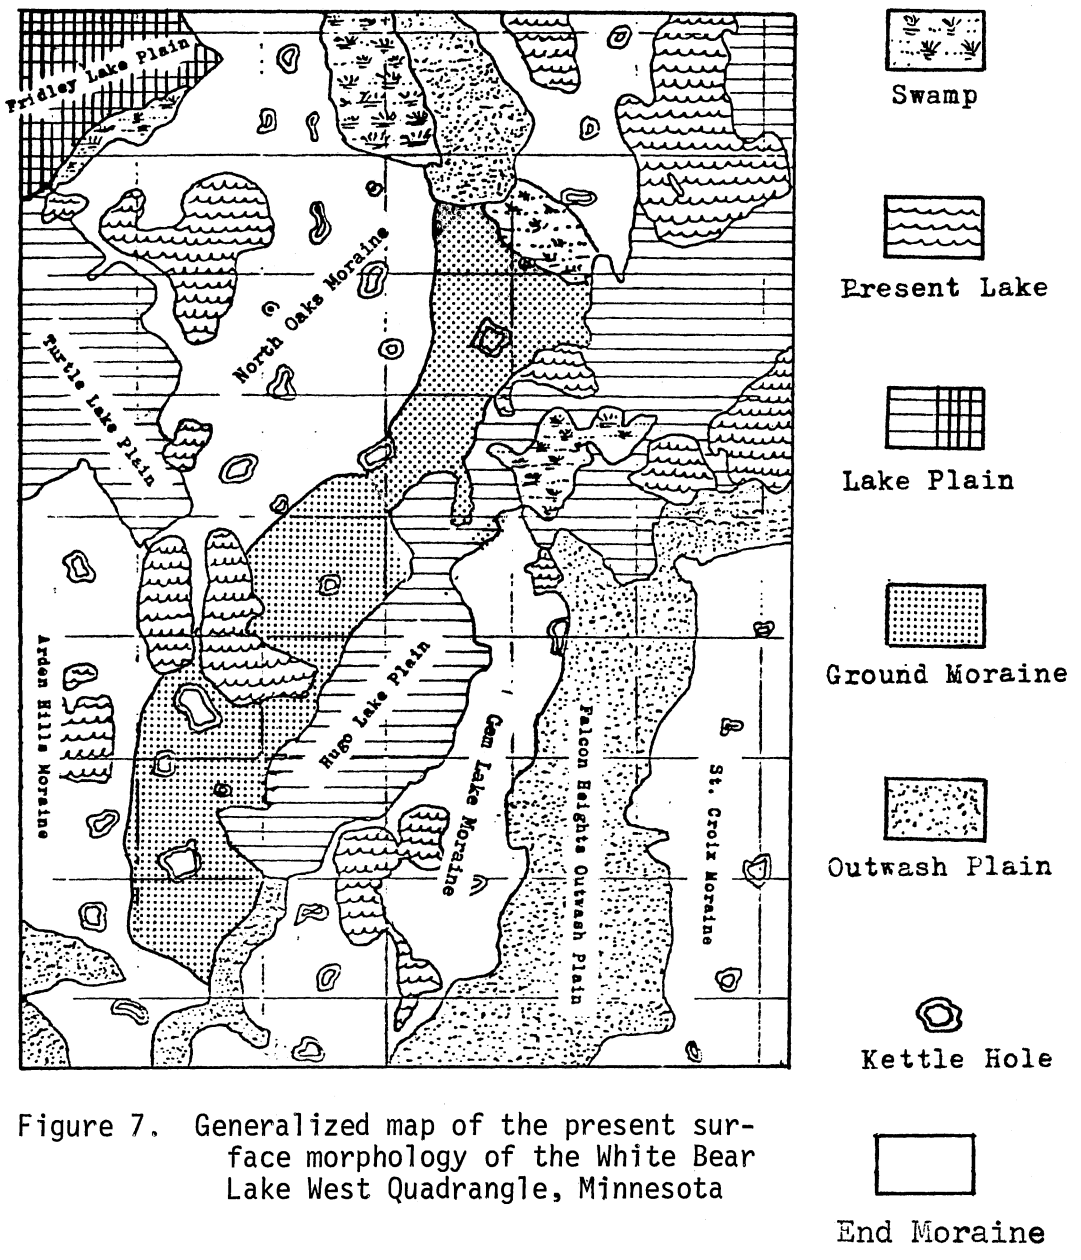 Fridley Lake Plain
North Oaks Moraine
Turtle Lake Plain
Arden Hills Moraine
Hugo Lake Plain
Gem Lake Moraine
Falcon Heights Outwash Plain
St. Croix Moraine
Swamp
Present Lake
Lake Plain
Ground Moraine
Outwash Plain
Kettle Hole
End Moraine
Figure 7. Generalized map of the present sur-
face morphology of the White Bear
Lake West Quadrangle, Minnesota